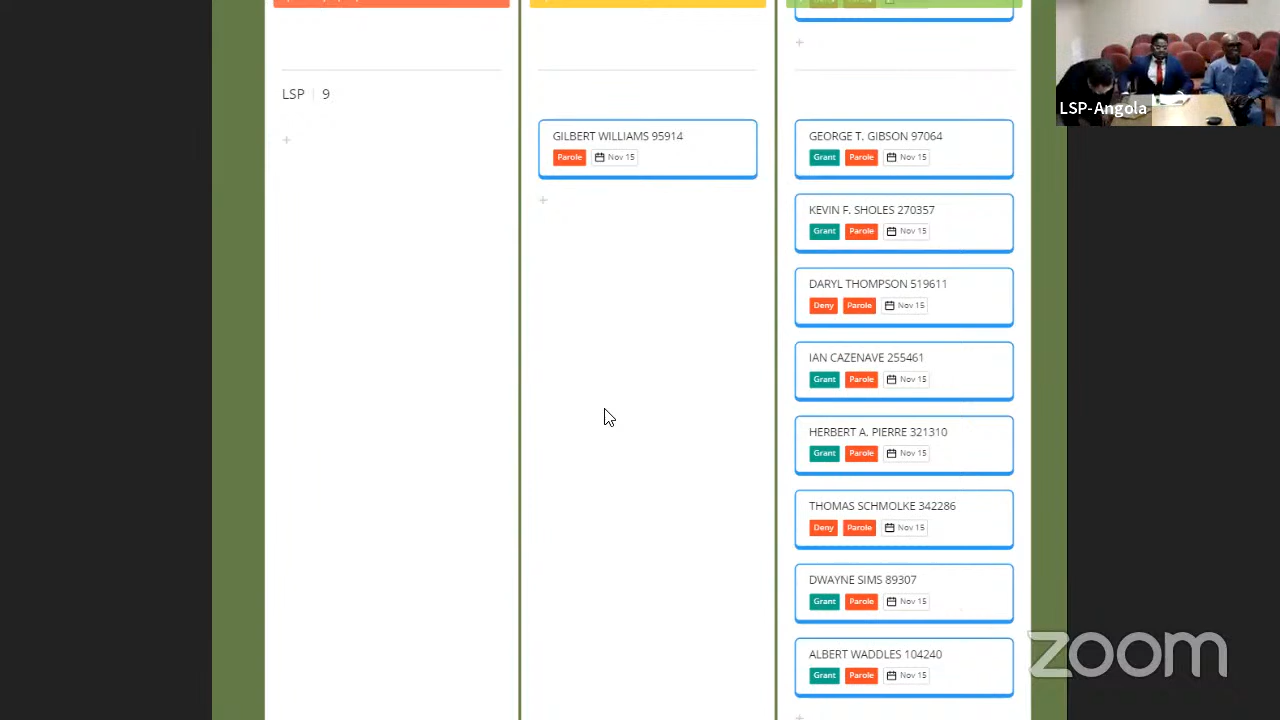 LSP 9
GILBERT WILLIAMS 95914
Parole Nov 15
GEORGE T. GIBSON 97064
Grant Parole Nov 15
KEVIN F. SHOLES 270357
Grant Parole Nov 15
DARYL THOMPSON 519611
Deny Parole Nov 15
IAN CAZENAVE 255461
Grant Parole Nov 15
HERBERT A. PIERRE 321310
Grant Parole Nov 15
THOMAS SCHMOLKE 342286
Deny Parole Nov 15
DWAYNE SIMS 89307
Grant Parole Nov 15
ALBERT WADDLES 104240
Grant Parole Nov 15
LSP-Angola
zoom